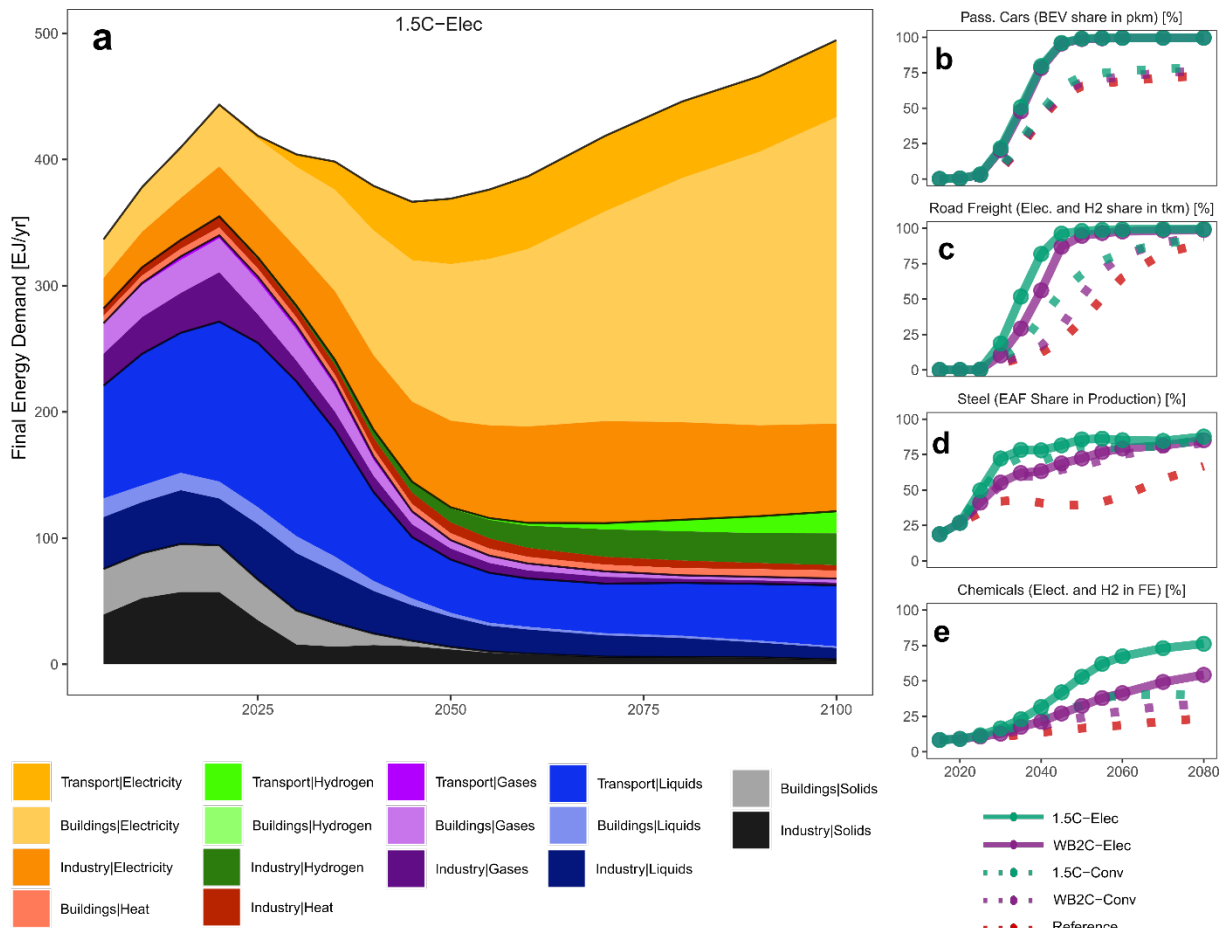 a
1.5C−Elec
Final Energy Demand [EJ/yr]
500
400
300
200
100
0
2025
2050
2075
2100
Pass. Cars (BEV share in pkm) [%]
b
100
75
50
25
0
Road Freight (Elec. and H2 share in tkm) [%]
c
100
75
50
25
0
Steel (EAF Share in Production) [%]
d
100
75
50
25
0
Chemicals (Elect. and H2 in FE) [%]
e
100
75
50
25
0
2020
2040
2060
2080
Transport|Electricity
Buildings|Electricity
Industry|Electricity
Buildings|Heat
Transport|Hydrogen
Buildings|Hydrogen
Industry|Hydrogen
Industry|Heat
Transport|Gases
Buildings|Gases
Industry|Gases
Transport|Liquids
Buildings|Liquids
Industry|Liquids
Buildings|Solids
Industry|Solids
1.5C−Elec
WB2C−Elec
1.5C−Conv
WB2C−Conv
Reference